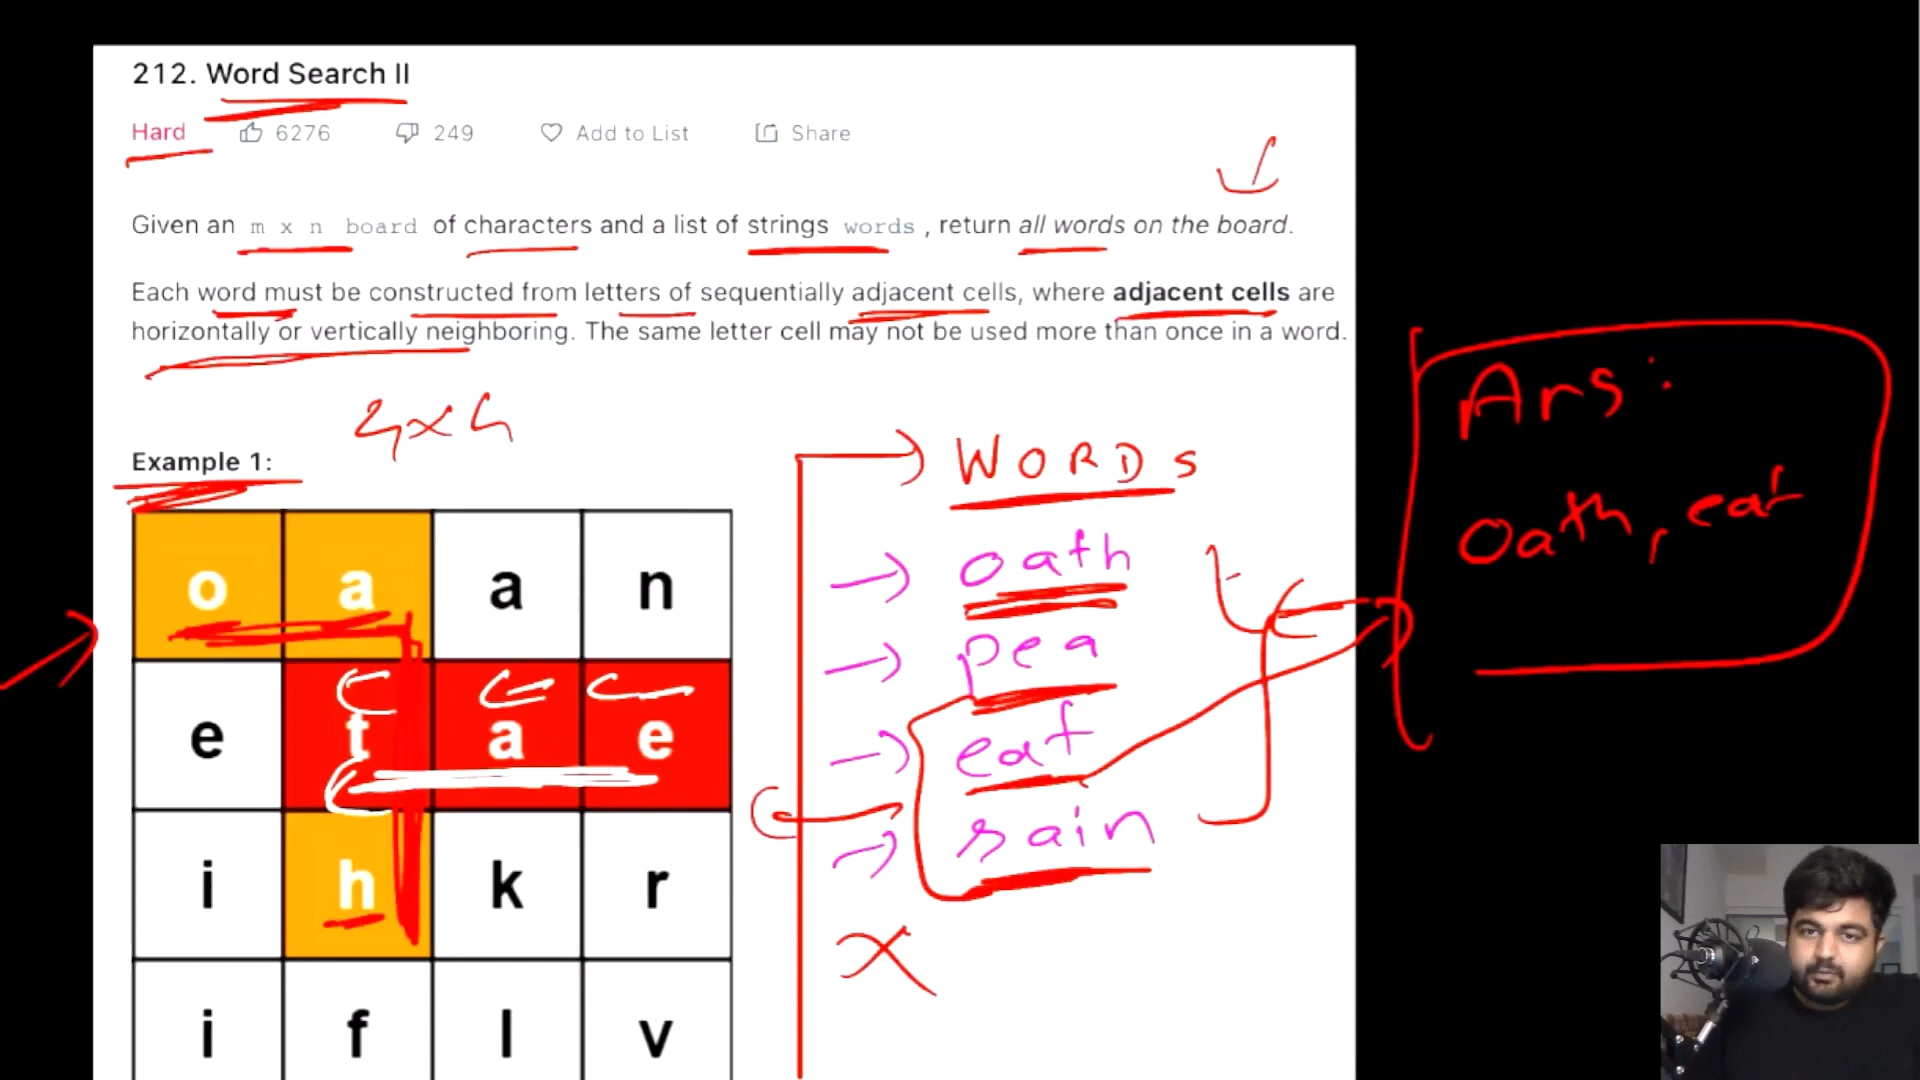 212. Word Search II
Hard 6276 249 Add to List Share
Given an m x n board of characters and a list of strings words , return all words on the board.
Each word must be constructed from letters of sequentially adjacent cells, where adjacent cells are
horizontally or vertically neighboring. The same letter cell may not be used more than once in a word.
4x4
Example 1:
o a a n
e t a e
i h k r
i f l v
WORDs
oath
pea
eat
rain
X
Ans:
Oath, eat